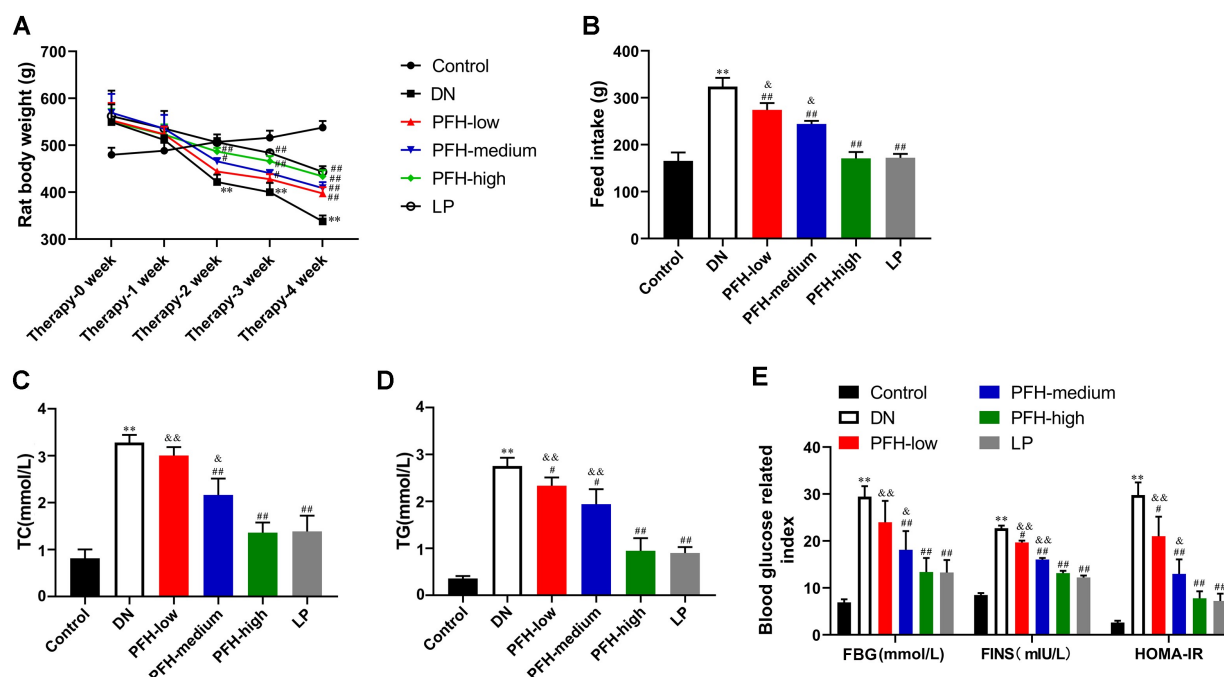 A
Rat body weight (g)
700
600
500
400
300
Therapy-0 week
Therapy-1 week
Therapy-2 week
Therapy-3 week
Therapy-4 week
##
#
**
##
##
#
**
##
##
##
##
**
Control
DN
PFH-low
PFH-medium
PFH-high
LP
B
Feed intake (g)
400
300
200
100
0
**
&
##
&
##
##
##
Control
DN
PFH-low
PFH-medium
PFH-high
LP
C
TC(mmol/L)
4
3
2
1
0
**
&&
&
##
##
##
Control
DN
PFH-low
PFH-medium
PFH-high
LP
D
TG(mmol/L)
4
3
2
1
0
**
&&
#
&&
#
##
##
Control
DN
PFH-low
PFH-medium
PFH-high
LP
E
Control
DN
PFH-low
PFH-medium
PFH-high
LP
Blood glucose related
index
40
30
20
10
0
**
&&
&
##
##
##
**
&&
#
&&
##
##
##
**
&&
#
&
##
##
##
FBG(mmol/L)
FINS( mIU/L)
HOMA-IR